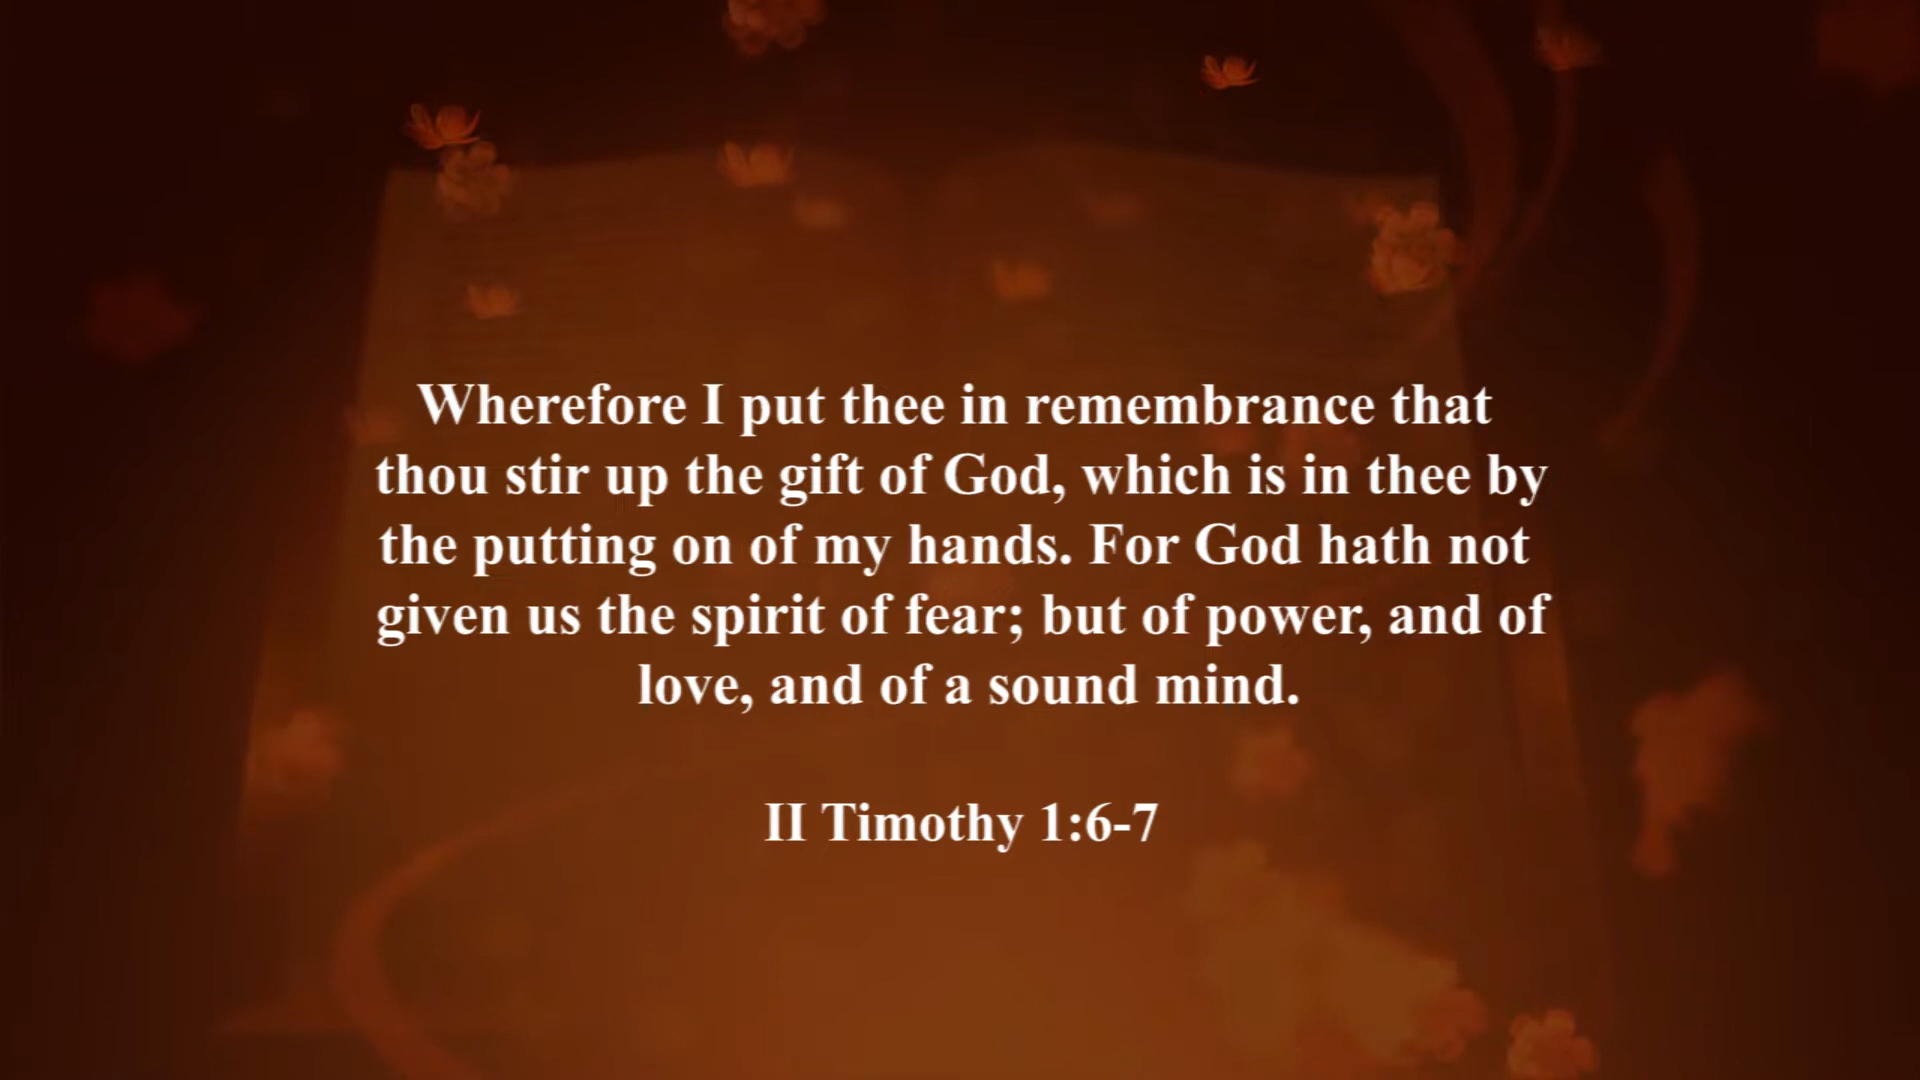 Wherefore I put thee in remembrance that
thou stir up the gift of God, which is in thee by
the putting on of my hands. For God hath not
given us the spirit of fear; but of power, and of
love, and of a sound mind.
II Timothy 1:6-7